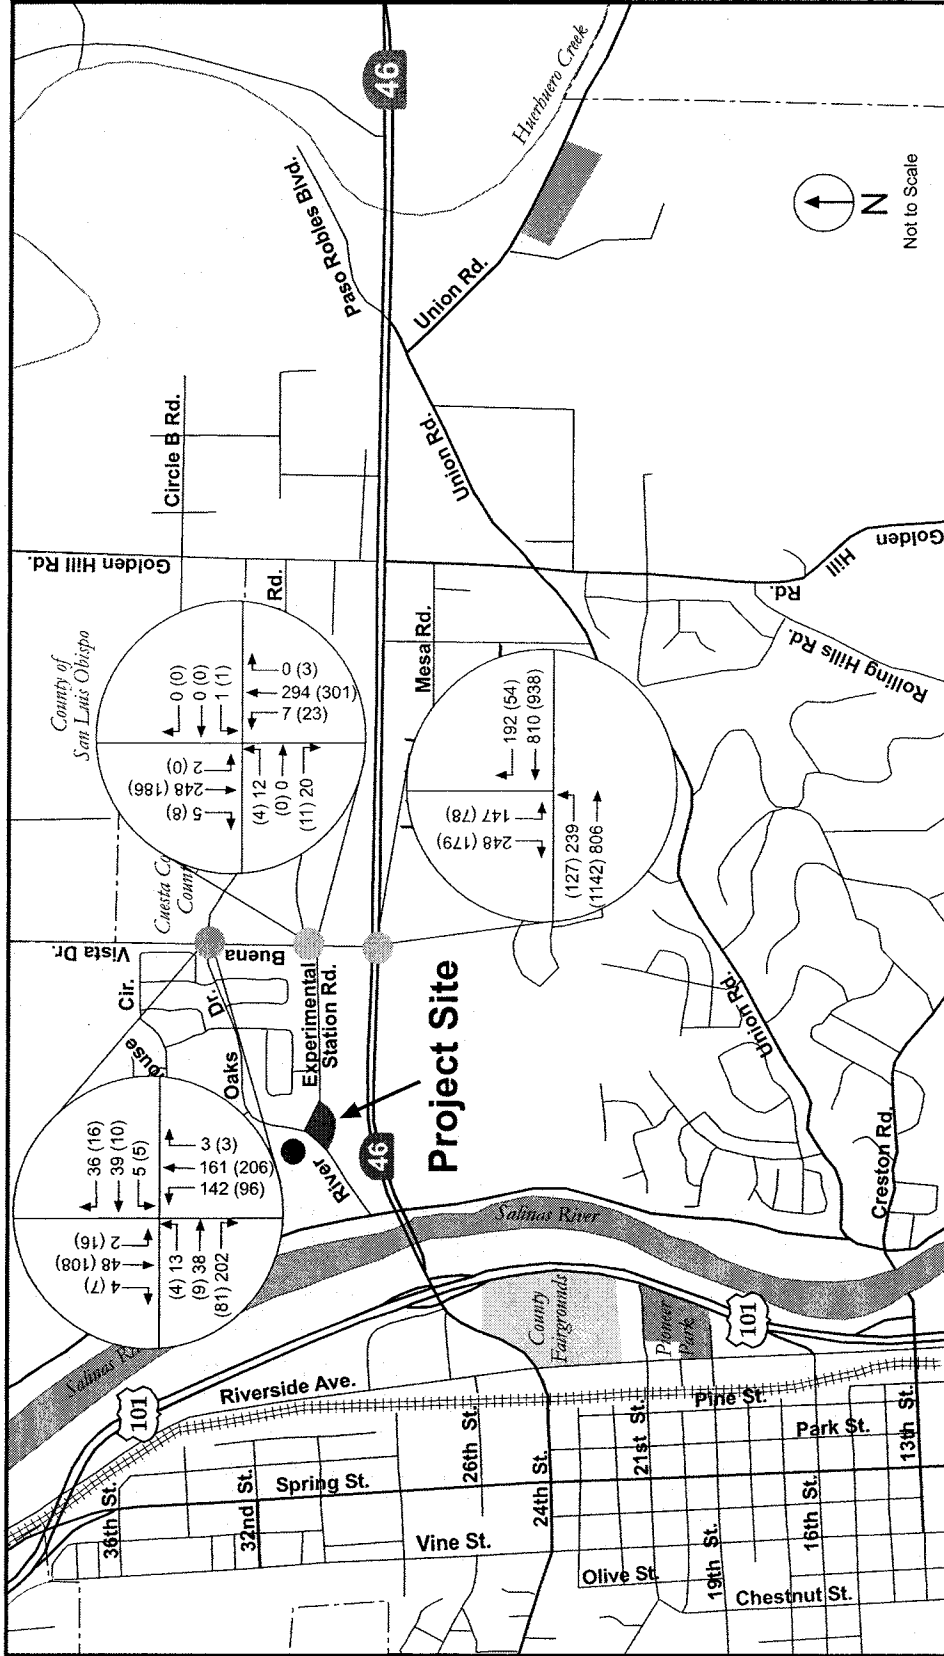 46
Huerhuero Creek
Paso Robles Blvd.
Union Rd.
N
Not to Scale
Circle B Rd.
Union Rd.
Golden Hill Rd.
Rd.
County of
San Luis Obispo
Mesa Rd.
Golden
Hill
Rd.
Rolling Hills Rd.
0 (0)
0 (0)
1 (1)
0 (3)
294 (301)
7 (23)
2 (0)
248 (186)
5 (8)
(4) 12
(0) 0
(11) 20
192 (54)
810 (938)
147 (78)
248 (179)
(127) 239
(1142) 806
Cuesta Co
Coun
Vista Dr.
Buena
Cir.
ouse
Dr.
Oaks
Experimental
Station Rd.
River
46
Project Site
Union Rd.
Creston Rd.
36 (16)
39 (10)
5 (5)
3 (3)
161 (206)
142 (96)
2 (16)
48 (108)
4 (7)
(4) 13
(9) 38
(81) 202
Salinas River
Salinas Ri
County
Fairgrounds
Pioneer
Park
101
101
Riverside Ave.
Pine St.
Park St.
13th St.
26th St.
21st St.
Spring St.
24th St.
36th St.
32nd St.
Vine St.
16th St.
19th St.
Olive St.
Chestnut St.